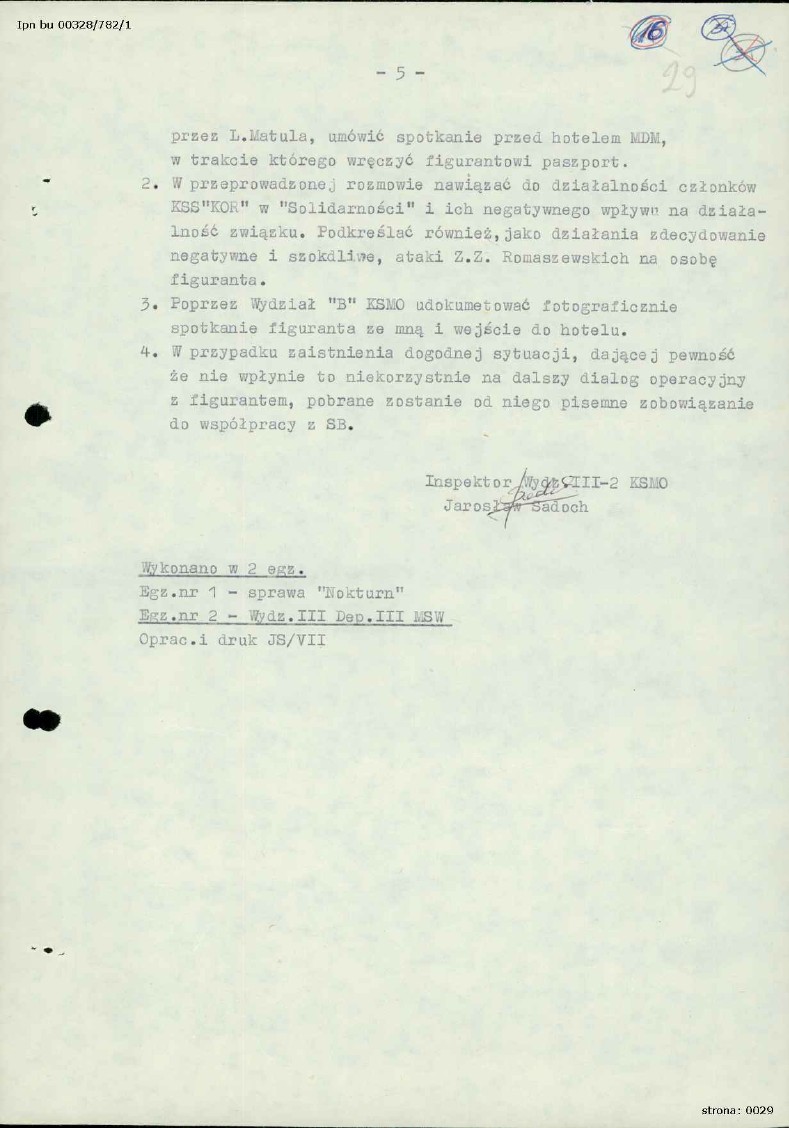 Ipn bu 00328/782/1
16
29
- 5 -
przez L.Matula, umówić spotkanie przed hotelem MDM,
w trakcie którego wręczyć figurantowi paszport.
2. W przeprowadzonej rozmowie nawiązać do działalności członków
KSS"KOR" w "Solidarności" i ich negatywnego wpływu na działa-
lność związku. Podkreślać również,jako działania zdecydowanie
negatywne i szokdliwe, ataki Z.Z. Romaszewskich na osobę
figuranta.
3. Poprzez Wydział "B" KSMO udokumetować fotograficznie
spotkanie figuranta ze mną i wejście do hotelu.
4. W przypadku zaistnienia dogodnej sytuacji, dającej pewność
że nie wpłynie to niekorzystnie na dalszy dialog operacyjny
z figurantem, pobrane zostanie od niego pisemne zobowiązanie
do współpracy z SB.
Inspektor Wydz.III-2 KSMO
Jarosław Sadoch
Wykonano w 2 egz.
Egz.nr 1 - sprawa "Nokturn"
Egz.nr 2 - Wydz.III Dep.III MSW
Oprac.i druk JS/VII
strona: 0029